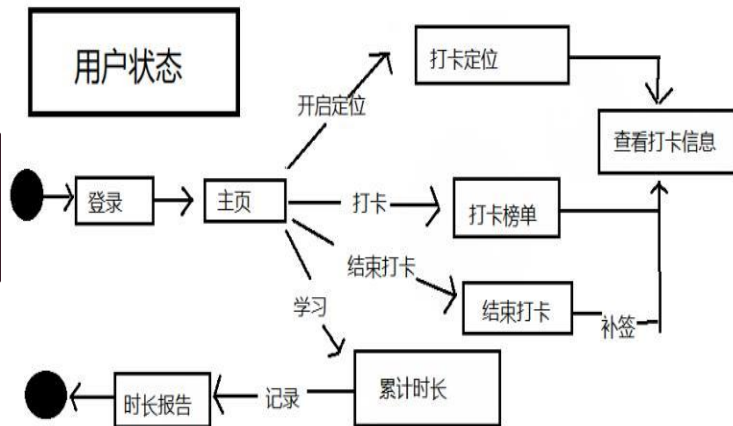 用户状态
打卡定位
开启定位
查看打卡信息
登录
主页
打卡
打卡榜单
结束打卡
结束打卡
补签
学习
累计时长
记录
时长报告